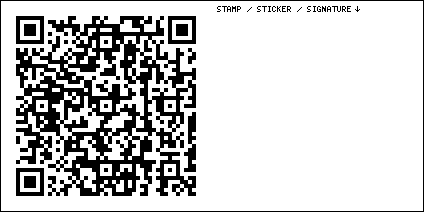 STAMP / STICKER / SIGNATURE ↓